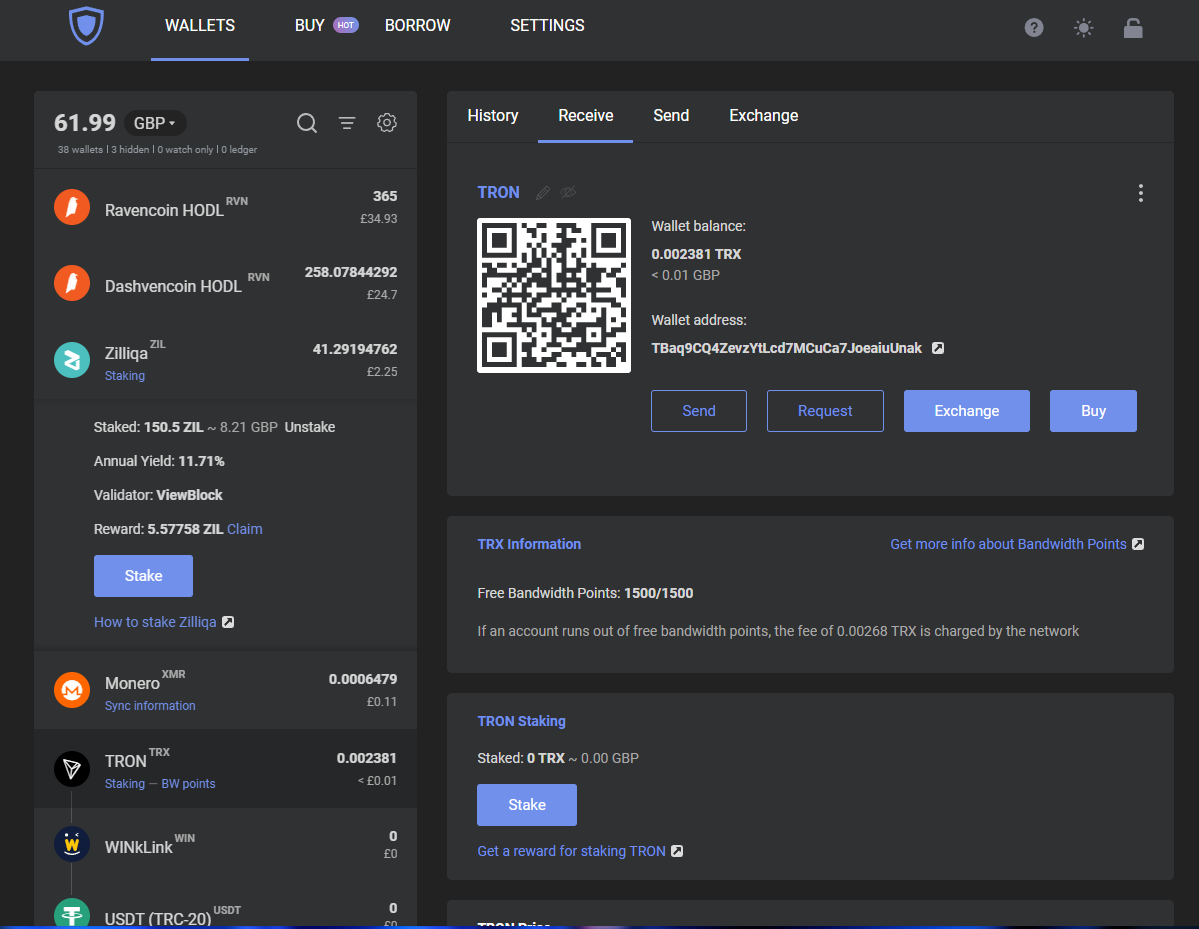 WALLETS
BUY HOT
BORROW
SETTINGS
61.99 GBP
38 wallets | 3 hidden | 0 watch only | 0 ledger
Ravencoin HODL RVN
365
£34.93
Dashvencoin HODL RVN
258.07844292
£24.7
Zilliqa ZIL
41.29194762
Staking
£2.25
Staked: 150.5 ZIL ~ 8.21 GBP Unstake
Annual Yield: 11.71%
Validator: ViewBlock
Reward: 5.57758 ZIL Claim
Stake
How to stake Zilliqa
Monero XMR
0.0006479
Sync information
£0.11
TRON TRX
0.002381
Staking — BW points
< £0.01
WINkLink WIN
0
£0
USDT (TRC-20) USDT
0
£0
History
Receive
Send
Exchange
TRON
Wallet balance:
0.002381 TRX
< 0.01 GBP
Wallet address:
TBaq9CQ4ZevzYtLcd7MCuCa7JoeaiuUnak
Send
Request
Exchange
Buy
TRX Information
Get more info about Bandwidth Points
Free Bandwidth Points: 1500/1500
If an account runs out of free bandwidth points, the fee of 0.00268 TRX is charged by the network
TRON Staking
Staked: 0 TRX ~ 0.00 GBP
Stake
Get a reward for staking TRON
TRON Price